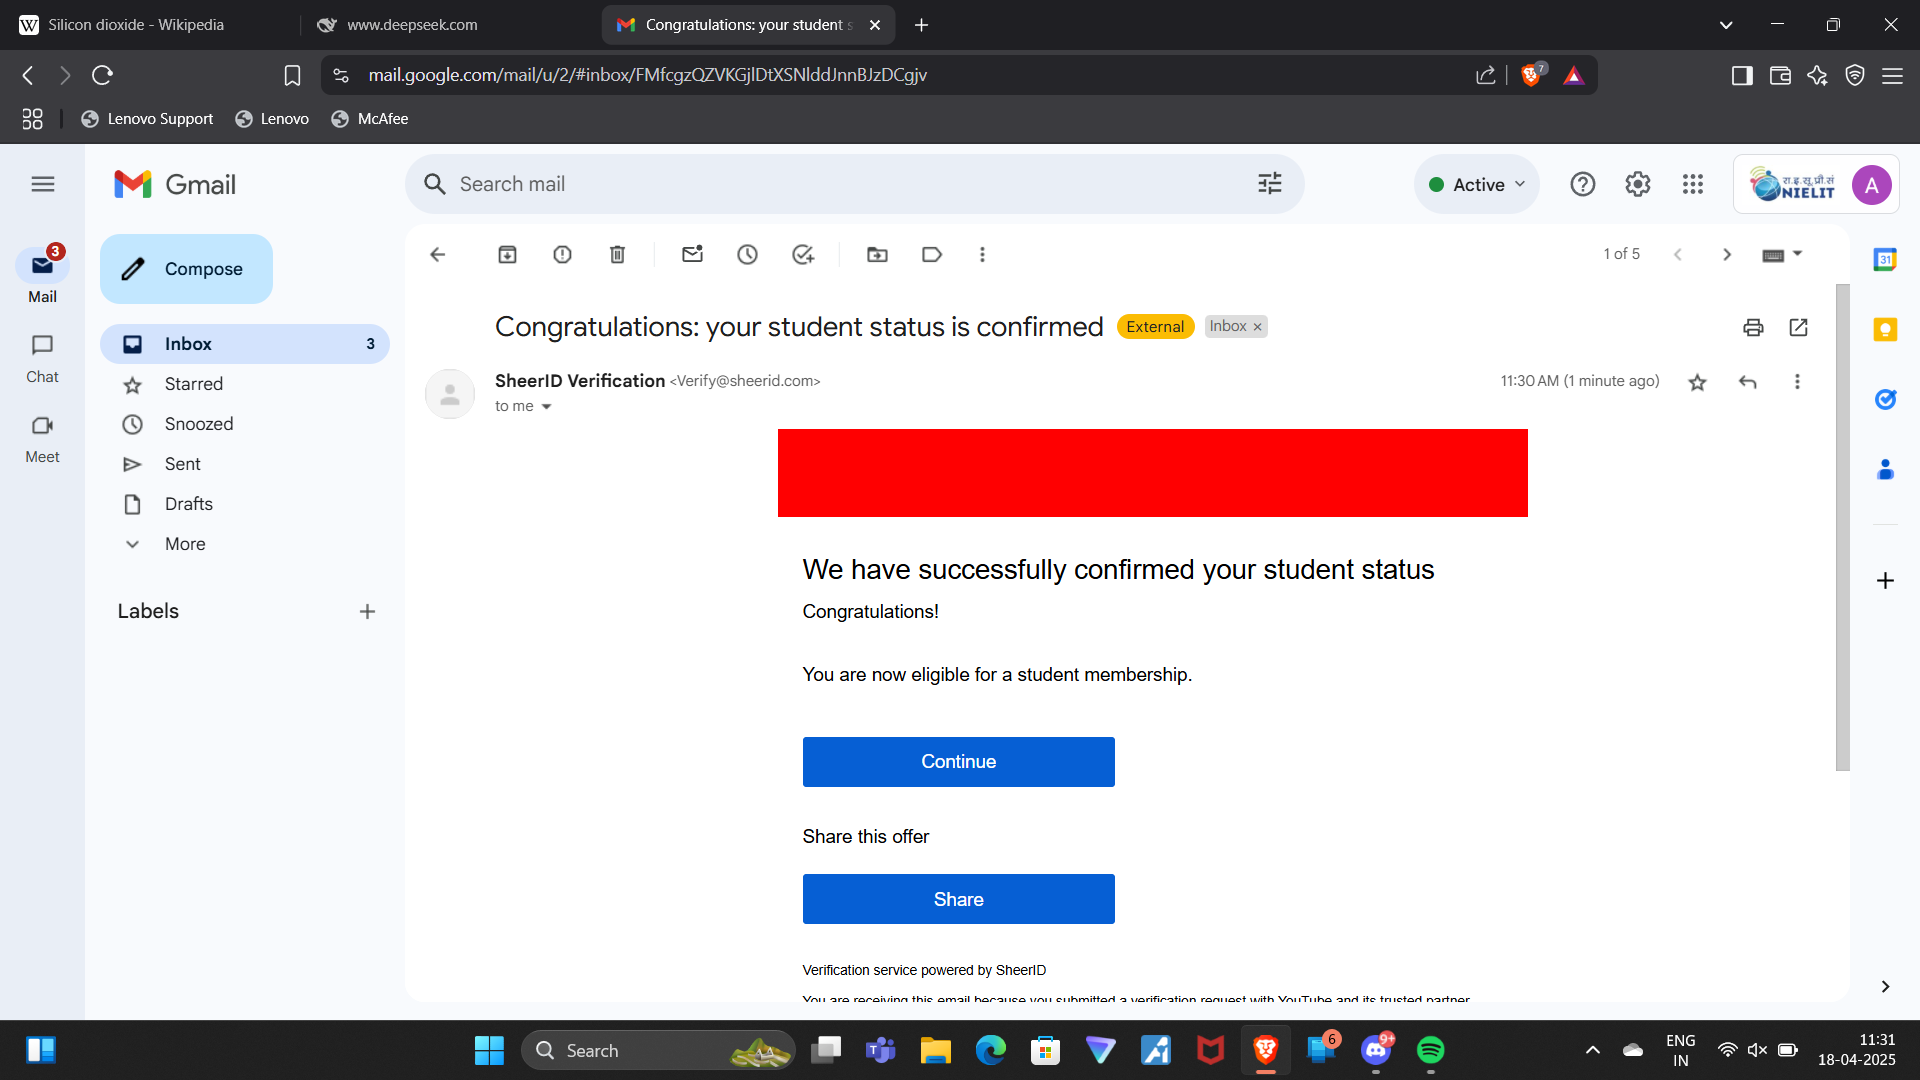 Silicon dioxide - Wikipedia
www.deepseek.com
Congratulations: your student s
mail.google.com/mail/u/2/#inbox/FMfcgzQZVKGjlDtXSNlddJnnBJzDCgjv
7
Lenovo Support
Lenovo
McAfee
Gmail
Search mail
Active
रा.इ.सू.प्रौ.सं
NIELIT
A
3
Mail
Compose
1 of 5
31
Chat
Inbox 3
Starred
Congratulations: your student status is confirmed External Inbox ×
SheerID Verification <Verify@sheerid.com>
11:30 AM (1 minute ago)
to me
Meet
Snoozed
Sent
Drafts
More
Labels
We have successfully confirmed your student status
Congratulations!
You are now eligible for a student membership.
Continue
Share this offer
Share
Verification service powered by SheerID
You are receiving this email because you submitted a verification request with YouTube and its trusted partner
Search
6
9+
ENG
IN
11:31
18-04-2025